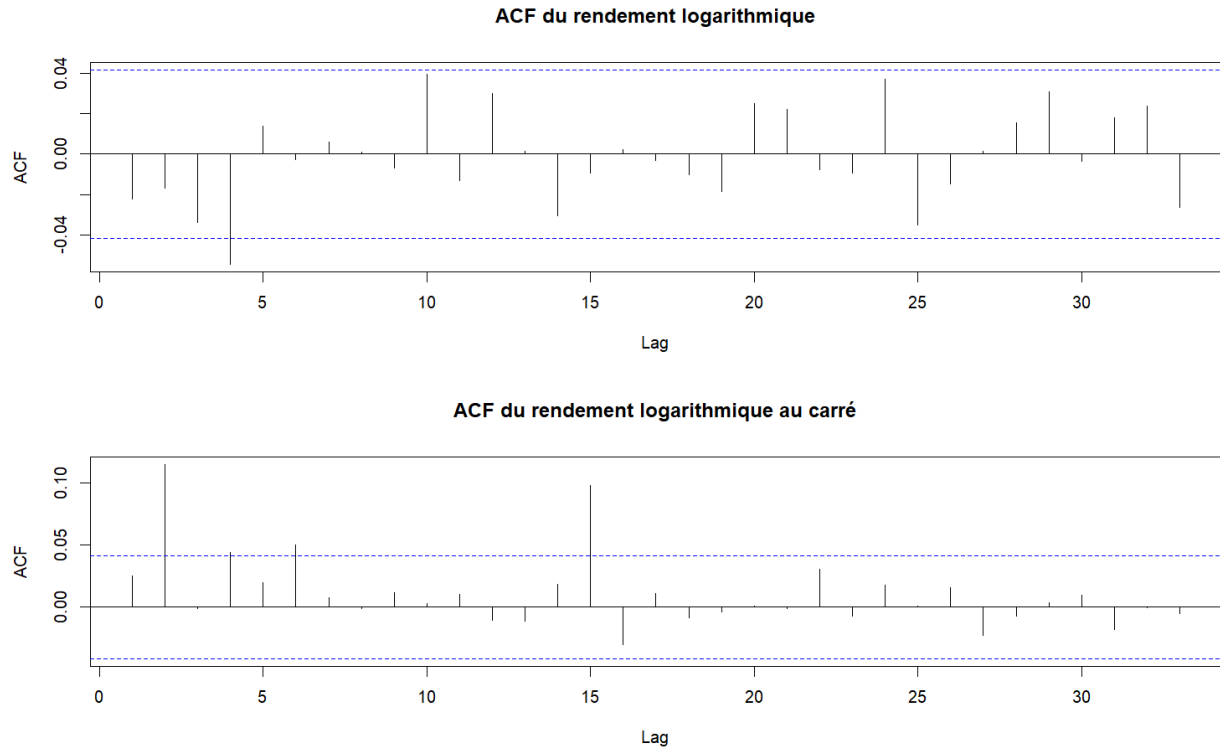 ACF du rendement logarithmique
ACF
0.04
0.00
-0.04
0 5 10 15 20 25 30
Lag
ACF du rendement logarithmique au carré
ACF
0.10
0.05
0.00
0 5 10 15 20 25 30
Lag